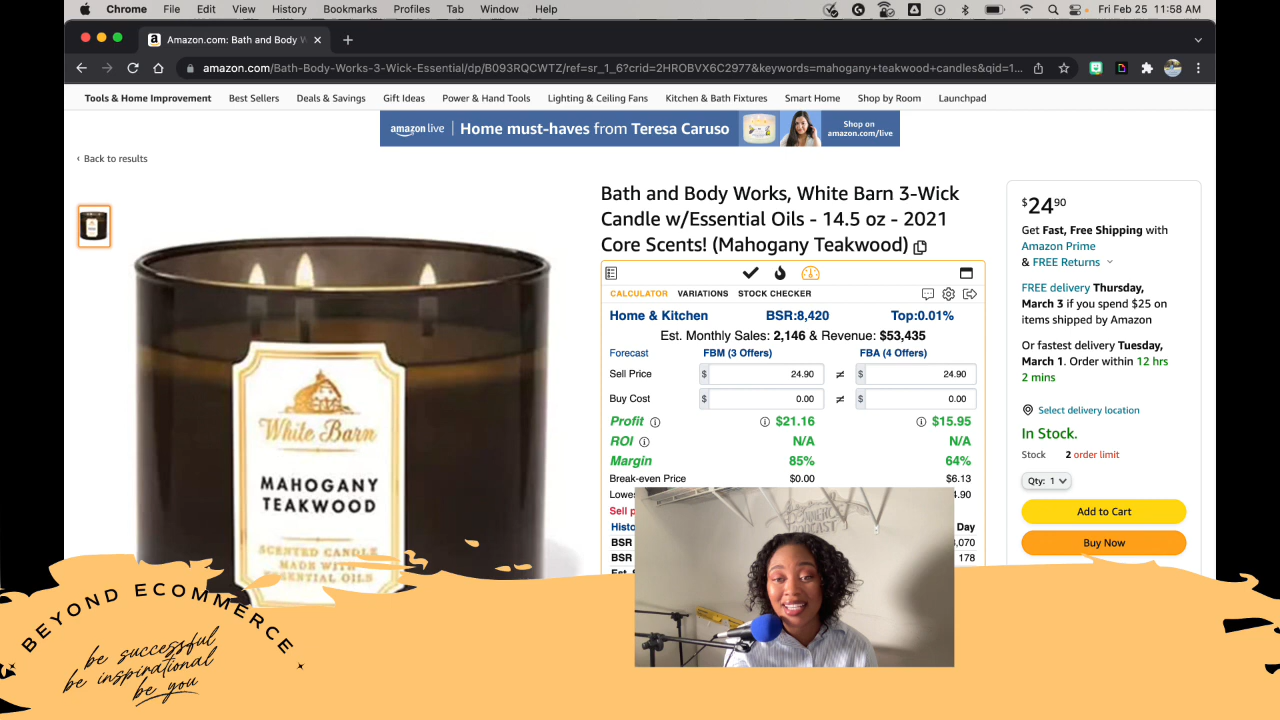 Chrome File Edit View History Bookmarks Profiles Tab Window Help Fri Feb 25 11:58 AM
Amazon.com: Bath and Body W
amazon.com/Bath-Body-Works-3-Wick-Essential/dp/B093RQCWTZ/ref=sr_1_6?crid=2HROBVX6C2977&keywords=mahogany+teakwood+candles&qid=1...
Tools & Home Improvement Best Sellers Deals & Savings Gift Ideas Power & Hand Tools Lighting & Ceiling Fans Kitchen & Bath Fixtures Smart Home Shop by Room Launchpad
amazon live Home must-haves from Teresa Caruso Shop on
amazon.com/live
‹ Back to results
Bath and Body Works, White Barn 3-Wick
Candle w/Essential Oils - 14.5 oz - 2021
Core Scents! (Mahogany Teakwood)
CALCULATOR VARIATIONS STOCK CHECKER
Home & Kitchen BSR:8,420 Top:0.01%
Est. Monthly Sales: 2,146 & Revenue: $53,435
Forecast FBM (3 Offers) FBA (4 Offers)
Sell Price $ 24.90 ≠ $ 24.90
Buy Cost $ 0.00 ≠ $ 0.00
Profit $21.16 $15.95
ROI N/A N/A
Margin 85% 64%
Break-even Price $0.00 $6.13
Lowes 4.90
Sell p
Histo Day
BSR 3,070
BSR 178
$24.90
Get Fast, Free Shipping with
Amazon Prime
& FREE Returns
FREE delivery Thursday,
March 3 if you spend $25 on
items shipped by Amazon
Or fastest delivery Tuesday,
March 1. Order within 12 hrs
2 mins
Select delivery location
In Stock.
Stock 2 order limit
Qty: 1
Add to Cart
Buy Now
White Barn
MAHOGANY
TEAKWOOD
SCENTED CANDLE
MADE WITH
ESSENTIAL OILS
BEYOND ECOMMERCE
be successful
be inspirational
be you